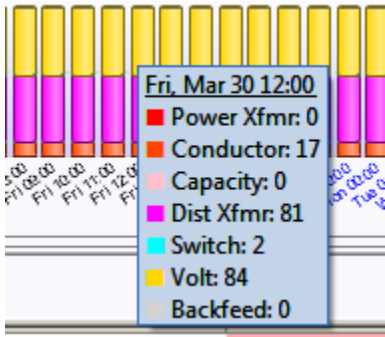 Fri, Mar 30 12:00
Power Xfmr: 0
Conductor: 17
Capacity: 0
Dist Xfmr: 81
Switch: 2
Volt: 84
Backfeed: 0
Fri 09:00
Fri 10:00
Fri 11:00
Fri 12:00